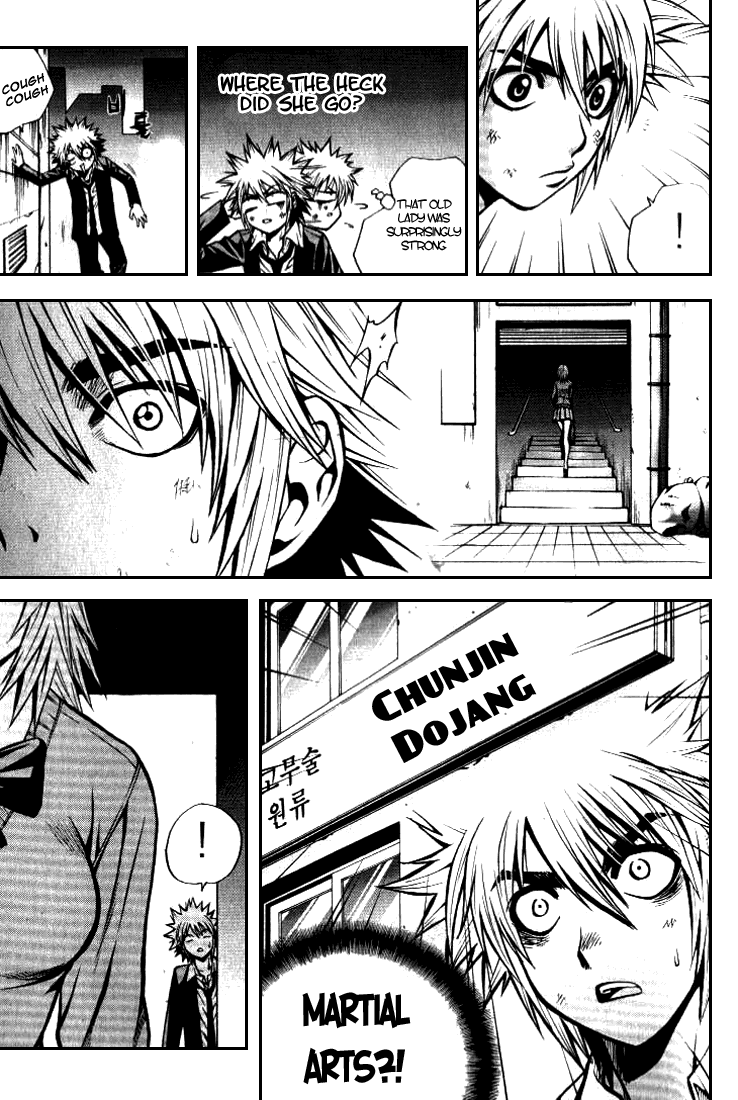 COUGH
COUGH
WHERE THE HECK
DID SHE GO?
THAT OLD
LADY WAS
SURPRISINGLY
STRONG
!
!
CHUNJIN
DOJANG
고무술
원류
MARTIAL
ARTS?!